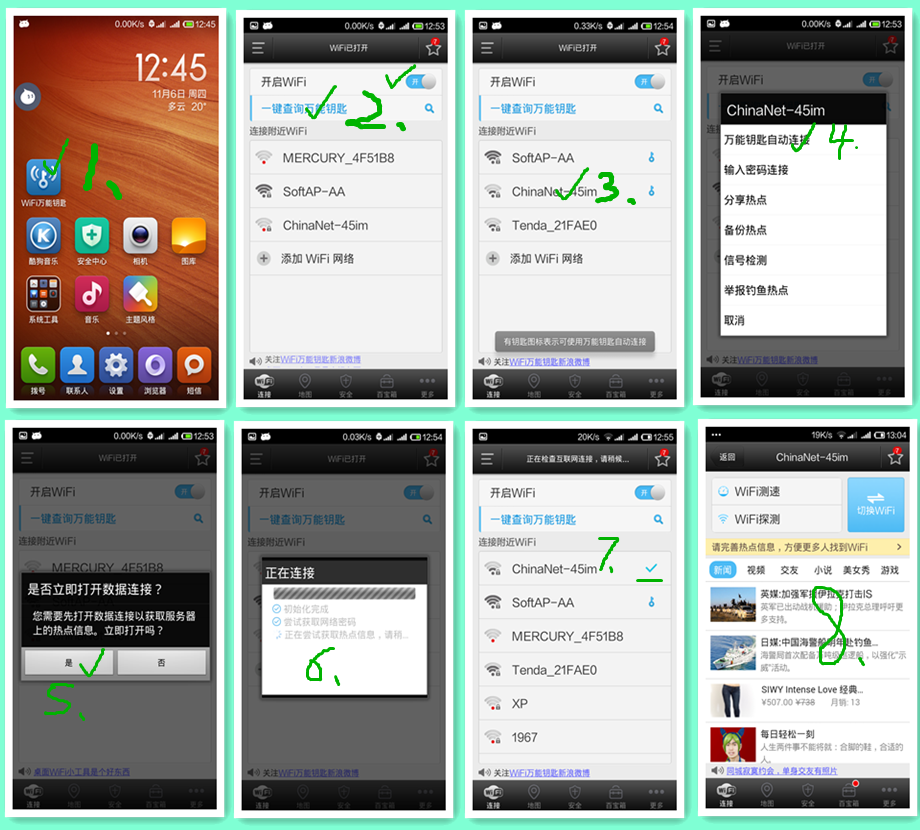 0.00K/s 12:45
12:45
11月6日 周四
多云 20°
1.
WiFi万能钥匙
酷狗音乐 安全中心 相机 图库
系统工具 音乐 主题风格
拨号 联系人 设置 浏览器 短信
0.00K/s 12:53
WiFi已打开
7
开启WiFi
开
一键查询万能钥匙
2.
连接附近WiFi
MERCURY_4F51B8
SoftAP-AA
ChinaNet-45im
添加 WiFi 网络
关注WiFi万能钥匙新浪微博
WiFi
连接 地图 安全 百宝箱 更多
0.33K/s 12:54
WiFi已打开
7
开启WiFi
开
一键查询万能钥匙
连接附近WiFi
SoftAP-AA
ChinaNet-45im
3.
Tenda_21FAE0
添加 WiFi 网络
有钥匙图标表示可使用万能钥匙自动连接
关注WiFi万能钥匙新浪微博
WiFi
连接 地图 安全 百宝箱 更多
0.00K/s 12:53
WiFi已打开
7
开启WiFi
ChinaNet-45im
万能钥匙自动连接
4.
输入密码连接
分享热点
备份热点
信号检测
举报钓鱼热点
取消
关注WiFi万能钥匙新浪微博
WiFi
连接 地图 安全 百宝箱 更多
0.00K/s 12:53
WiFi已打开
7
开启WiFi
开
一键查询万能钥匙
连接附近WiFi
MERCURY_4F51B8
是否立即打开数据连接？
您需要先打开数据连接以获取服务器
上的热点信息。立即打开吗？
是 否
5.
桌面WiFi小工具是个好东西
WiFi
连接 地图 安全 百宝箱 更多
0.03K/s 12:54
WiFi已打开
7
开启WiFi
开
一键查询万能钥匙
连接附近WiFi
正在连接
初始化完成
尝试获取网络密码
正在尝试获取热点信息，请稍...
6.
关注WiFi万能钥匙新浪微博
WiFi
连接 地图 安全 百宝箱 更多
20K/s 12:55
正在检查互联网连接，请稍候...
7
开启WiFi
开
一键查询万能钥匙
连接附近WiFi
7.
ChinaNet-45im
SoftAP-AA
MERCURY_4F51B8
Tenda_21FAE0
XP
1967
关注WiFi万能钥匙新浪微博
WiFi
连接 地图 安全 百宝箱 更多
19K/s 13:04
返回 ChinaNet-45im
7
WiFi测速
WiFi探测
切换WiFi
请完善热点信息，方便更多人找到WiFi
新闻 视频 交友 小说 美女秀 游戏
英媒:加强军援伊拉克打击IS
英军已出动战机援助；伊拉克总理呼吁更
多支持。
8.
日媒:中国海警船明年赴钓鱼...
海警局首次配备万吨级巡逻船，以强化"示
威"活动。
SIWY Intense Love 经典...
¥507.00 ¥738 月销: 13
每日轻松一刻
人生两件事不能将就：合脚的鞋，合适的
人。
同城寂寞约会，单身交友有照片
WiFi
连接 地图 安全 百宝箱 更多